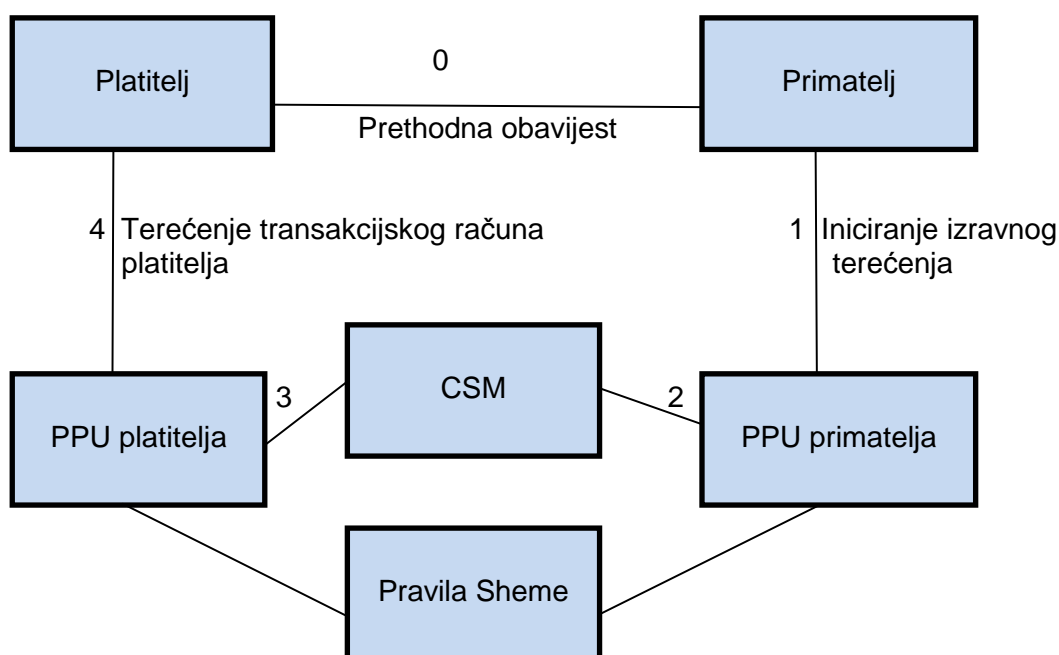 0
Platitelj
Primatelj
Prethodna obavijest
4 Terećenje transakcijskog računa
platitelja
1 Iniciranje izravnog
terećenja
CSM
3
2
PPU platitelja
PPU primatelja
Pravila Sheme